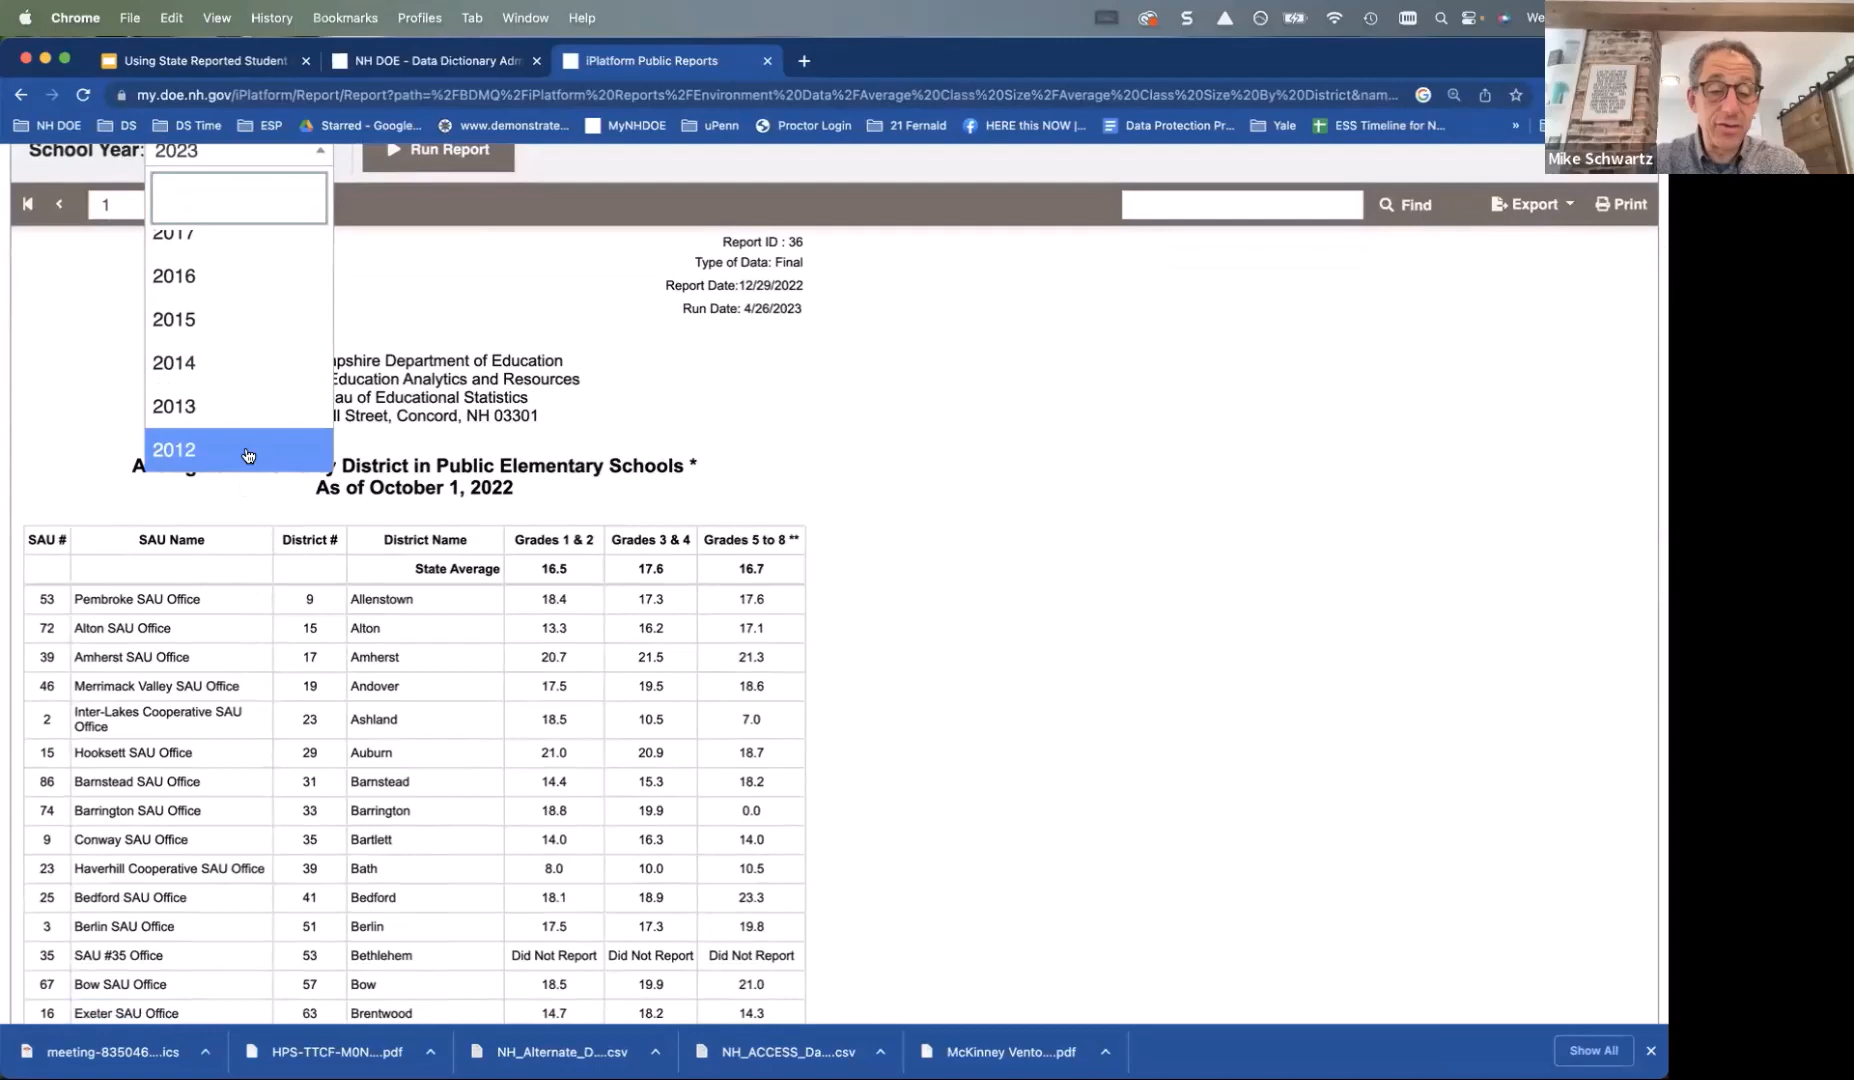 Chrome File Edit View History Bookmarks Profiles Tab Window Help
S We
Using State Reported Student
NH DOE - Data Dictionary Adm
iPlatform Public Reports
my.doe.nh.gov/iPlatform/Report/Report?path=%2FBDMQ%2FiPlatform%20Reports%2FEnvironment%20Data%2FAverage%20Class%20Size%2FAverage%20Class%20Size%20By%20District&nam...
NH DOE DS DS Time ESP Starred - Google... www.demonstrate... MyNHDOE uPenn Proctor Login 21 Fernald HERE this NOW |... Data Protection Pr... Yale ESS Timeline for N... »
Mike Schwartz
School Year: 2023 Run Report
1 Find Export Print
2017
2016
2015
2014
2013
2012
Report ID : 36
Type of Data: Final
Report Date:12/29/2022
Run Date: 4/26/2023
pshire Department of Education
Education Analytics and Resources
au of Educational Statistics
ll Street, Concord, NH 03301
A y District in Public Elementary Schools *
As of October 1, 2022
SAU # SAU Name District # District Name Grades 1 & 2 Grades 3 & 4 Grades 5 to 8 **
State Average 16.5 17.6 16.7
53 Pembroke SAU Office 9 Allenstown 18.4 17.3 17.6
72 Alton SAU Office 15 Alton 13.3 16.2 17.1
39 Amherst SAU Office 17 Amherst 20.7 21.5 21.3
46 Merrimack Valley SAU Office 19 Andover 17.5 19.5 18.6
2 Inter-Lakes Cooperative SAU
Office 23 Ashland 18.5 10.5 7.0
15 Hooksett SAU Office 29 Auburn 21.0 20.9 18.7
86 Barnstead SAU Office 31 Barnstead 14.4 15.3 18.2
74 Barrington SAU Office 33 Barrington 18.8 19.9 0.0
9 Conway SAU Office 35 Bartlett 14.0 16.3 14.0
23 Haverhill Cooperative SAU Office 39 Bath 8.0 10.0 10.5
25 Bedford SAU Office 41 Bedford 18.1 18.9 23.3
3 Berlin SAU Office 51 Berlin 17.5 17.3 19.8
35 SAU #35 Office 53 Bethlehem Did Not Report Did Not Report Did Not Report
67 Bow SAU Office 57 Bow 18.5 19.9 21.0
16 Exeter SAU Office 63 Brentwood 14.7 18.2 14.3
meeting-835046....ics HPS-TTCF-M0N....pdf NH_Alternate_D....csv NH_ACCESS_Da....csv McKinney Vento....pdf Show All